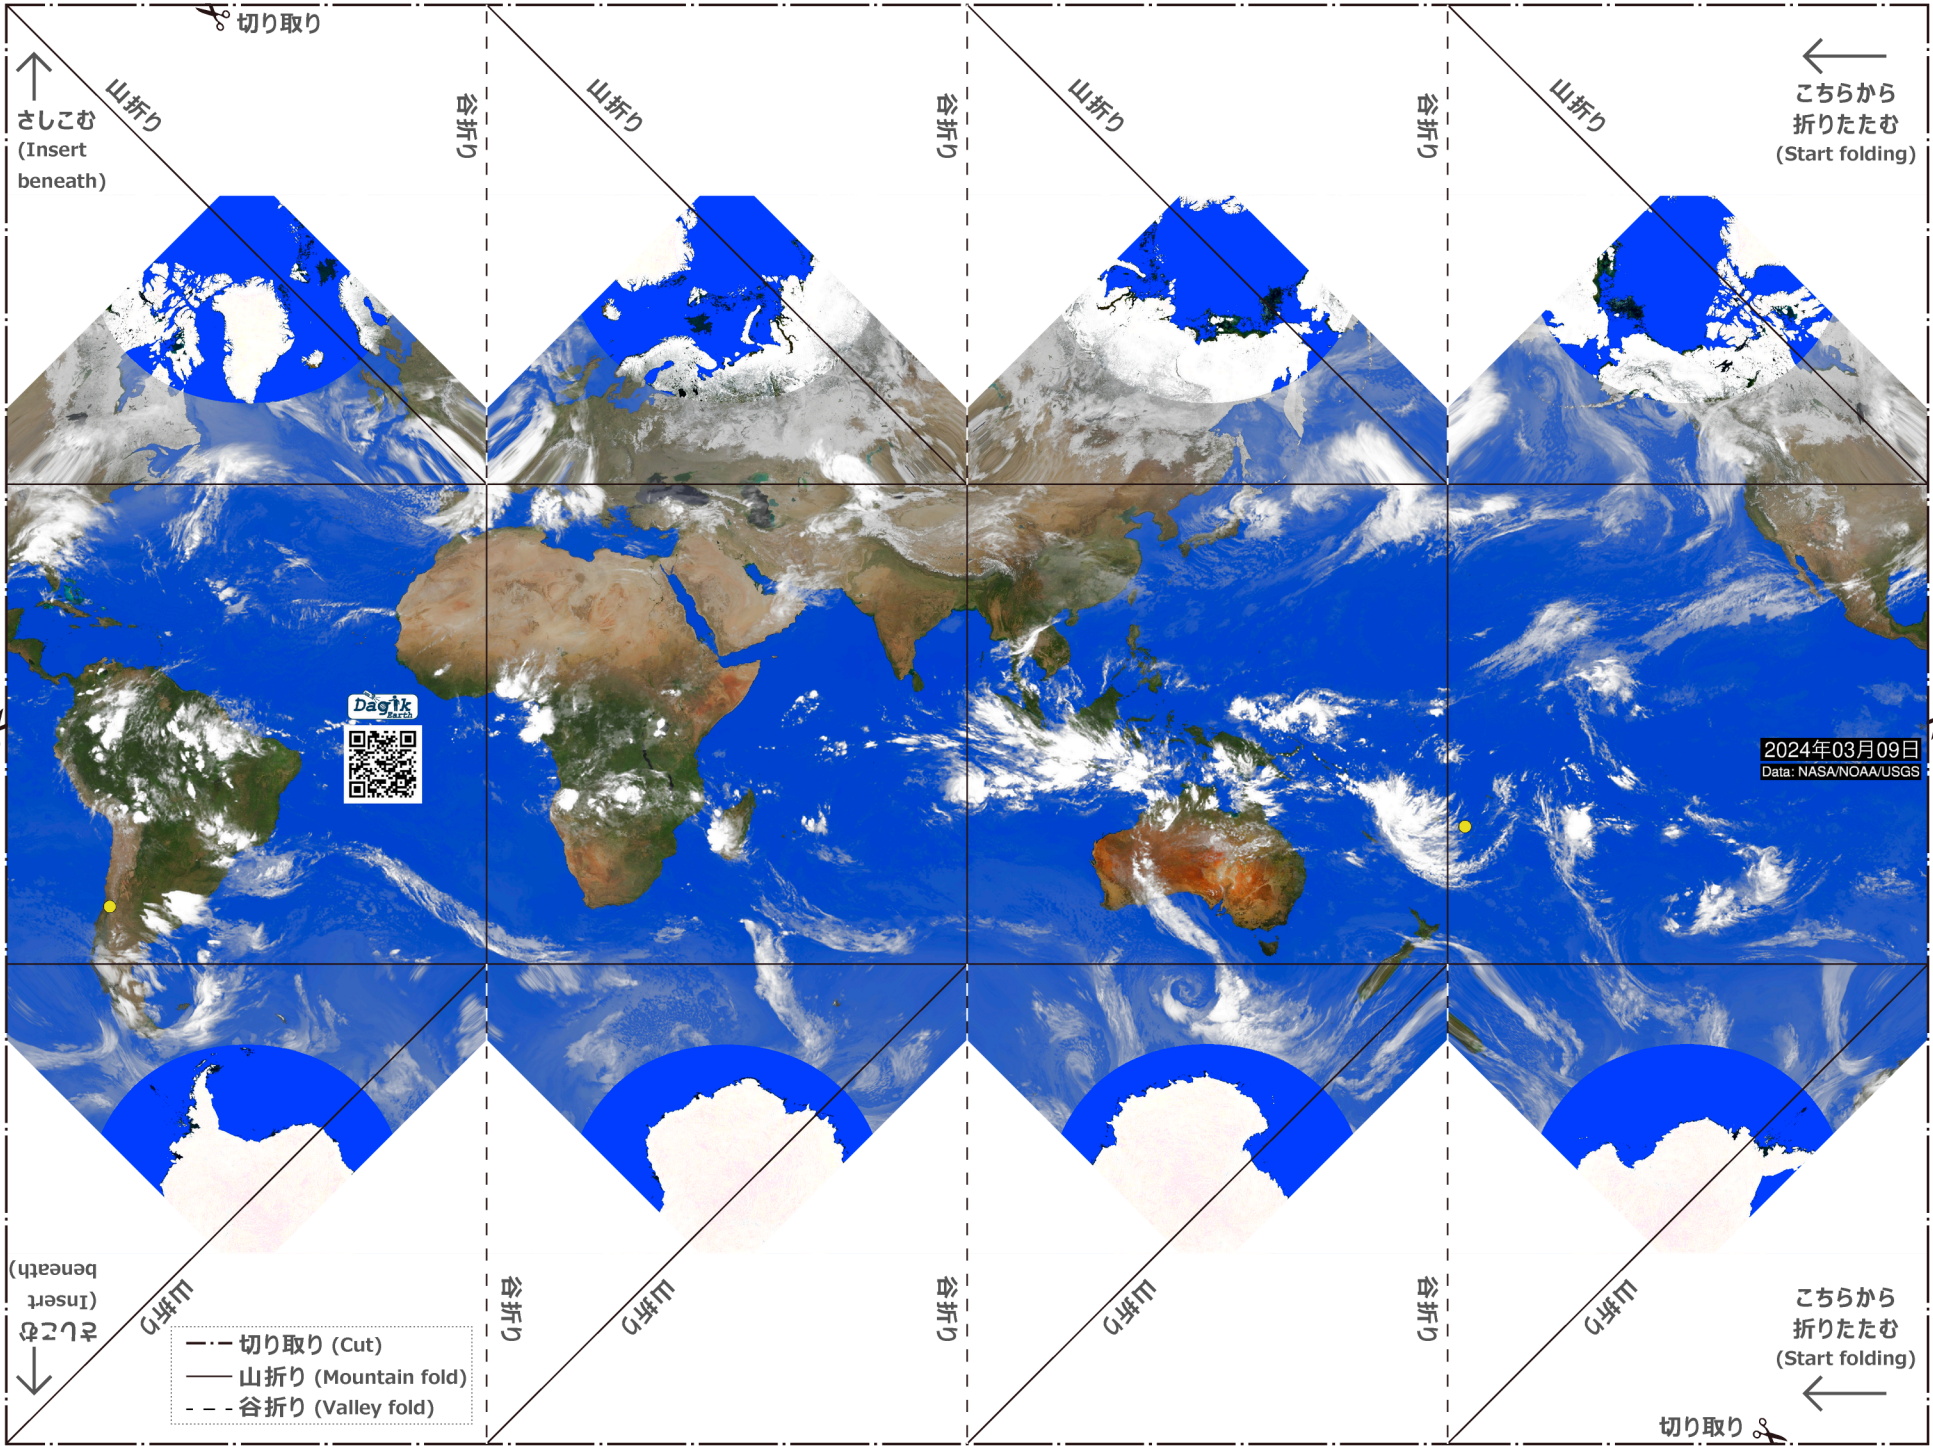 切り取り
山折り
谷折り
山折り
谷折り
山折り
谷折り
山折り
こちらから
折りたたむ
(Start folding)
さしこむ
(Insert
beneath)
Dagik
Earth
2024年03月09日
Data: NASA/NOAA/USGS
さしこむ
(Insert
beneath)
山折り
谷折り
山折り
谷折り
山折り
谷折り
山折り
こちらから
折りたたむ
(Start folding)
切り取り (Cut)
山折り (Mountain fold)
谷折り (Valley fold)
切り取り